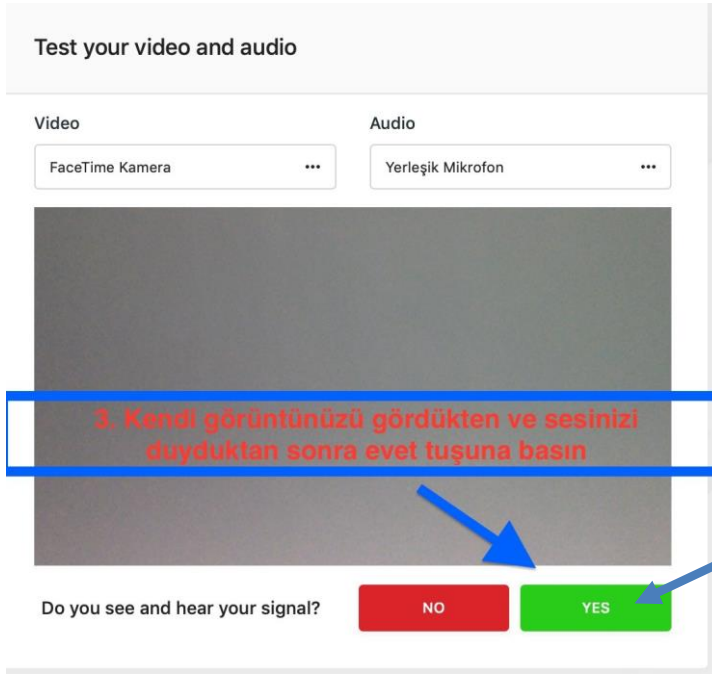 Test your video and audio
Video
Audio
FaceTime Kamera
Yerleşik Mikrofon
3. Kendi görüntünüzü gördükten ve sesinizi
duyduktan sonra evet tuşuna basın
Do you see and hear your signal?
NO
YES